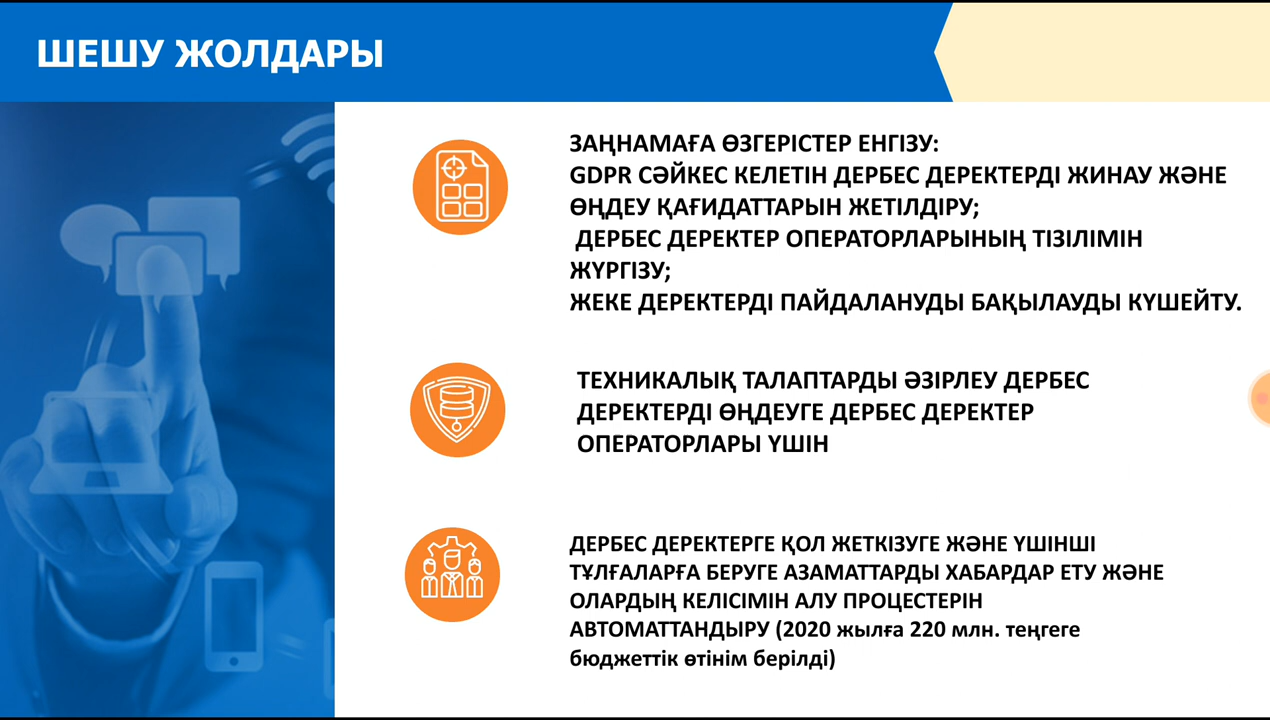 ШЕШУ ЖОЛДАРЫ
ЗАҢНАМАҒА ӨЗГЕРІСТЕР ЕНГІЗУ:
GDPR СӘЙКЕС КЕЛЕТІН ДЕРБЕС ДЕРЕКТЕРДІ ЖИНАУ ЖӘНЕ
ӨҢДЕУ ҚАҒИДАТТАРЫН ЖЕТІЛДІРУ;
ДЕРБЕС ДЕРЕКТЕР ОПЕРАТОРЛАРЫНЫҢ ТІЗІЛІМІН
ЖҮРГІЗУ;
ЖЕКЕ ДЕРЕКТЕРДІ ПАЙДАЛАНУДЫ БАҚЫЛАУДЫ КҮШЕЙТУ.
ТЕХНИКАЛЫҚ ТАЛАПТАРДЫ ӘЗІРЛЕУ ДЕРБЕС
ДЕРЕКТЕРДІ ӨҢДЕУГЕ ДЕРБЕС ДЕРЕКТЕР
ОПЕРАТОРЛАРЫ ҮШІН
ДЕРБЕС ДЕРЕКТЕРГЕ ҚОЛ ЖЕТКІЗУГЕ ЖӘНЕ ҮШІНШІ
ТҰЛҒАЛАРҒА БЕРУГЕ АЗАМАТТАРДЫ ХАБАРДАР ЕТУ ЖӘНЕ
ОЛАРДЫҢ КЕЛІСІМІН АЛУ ПРОЦЕСТЕРІН
АВТОМАТТАНДЫРУ (2020 жылға 220 млн. теңгеге
бюджеттік өтінім берілді)